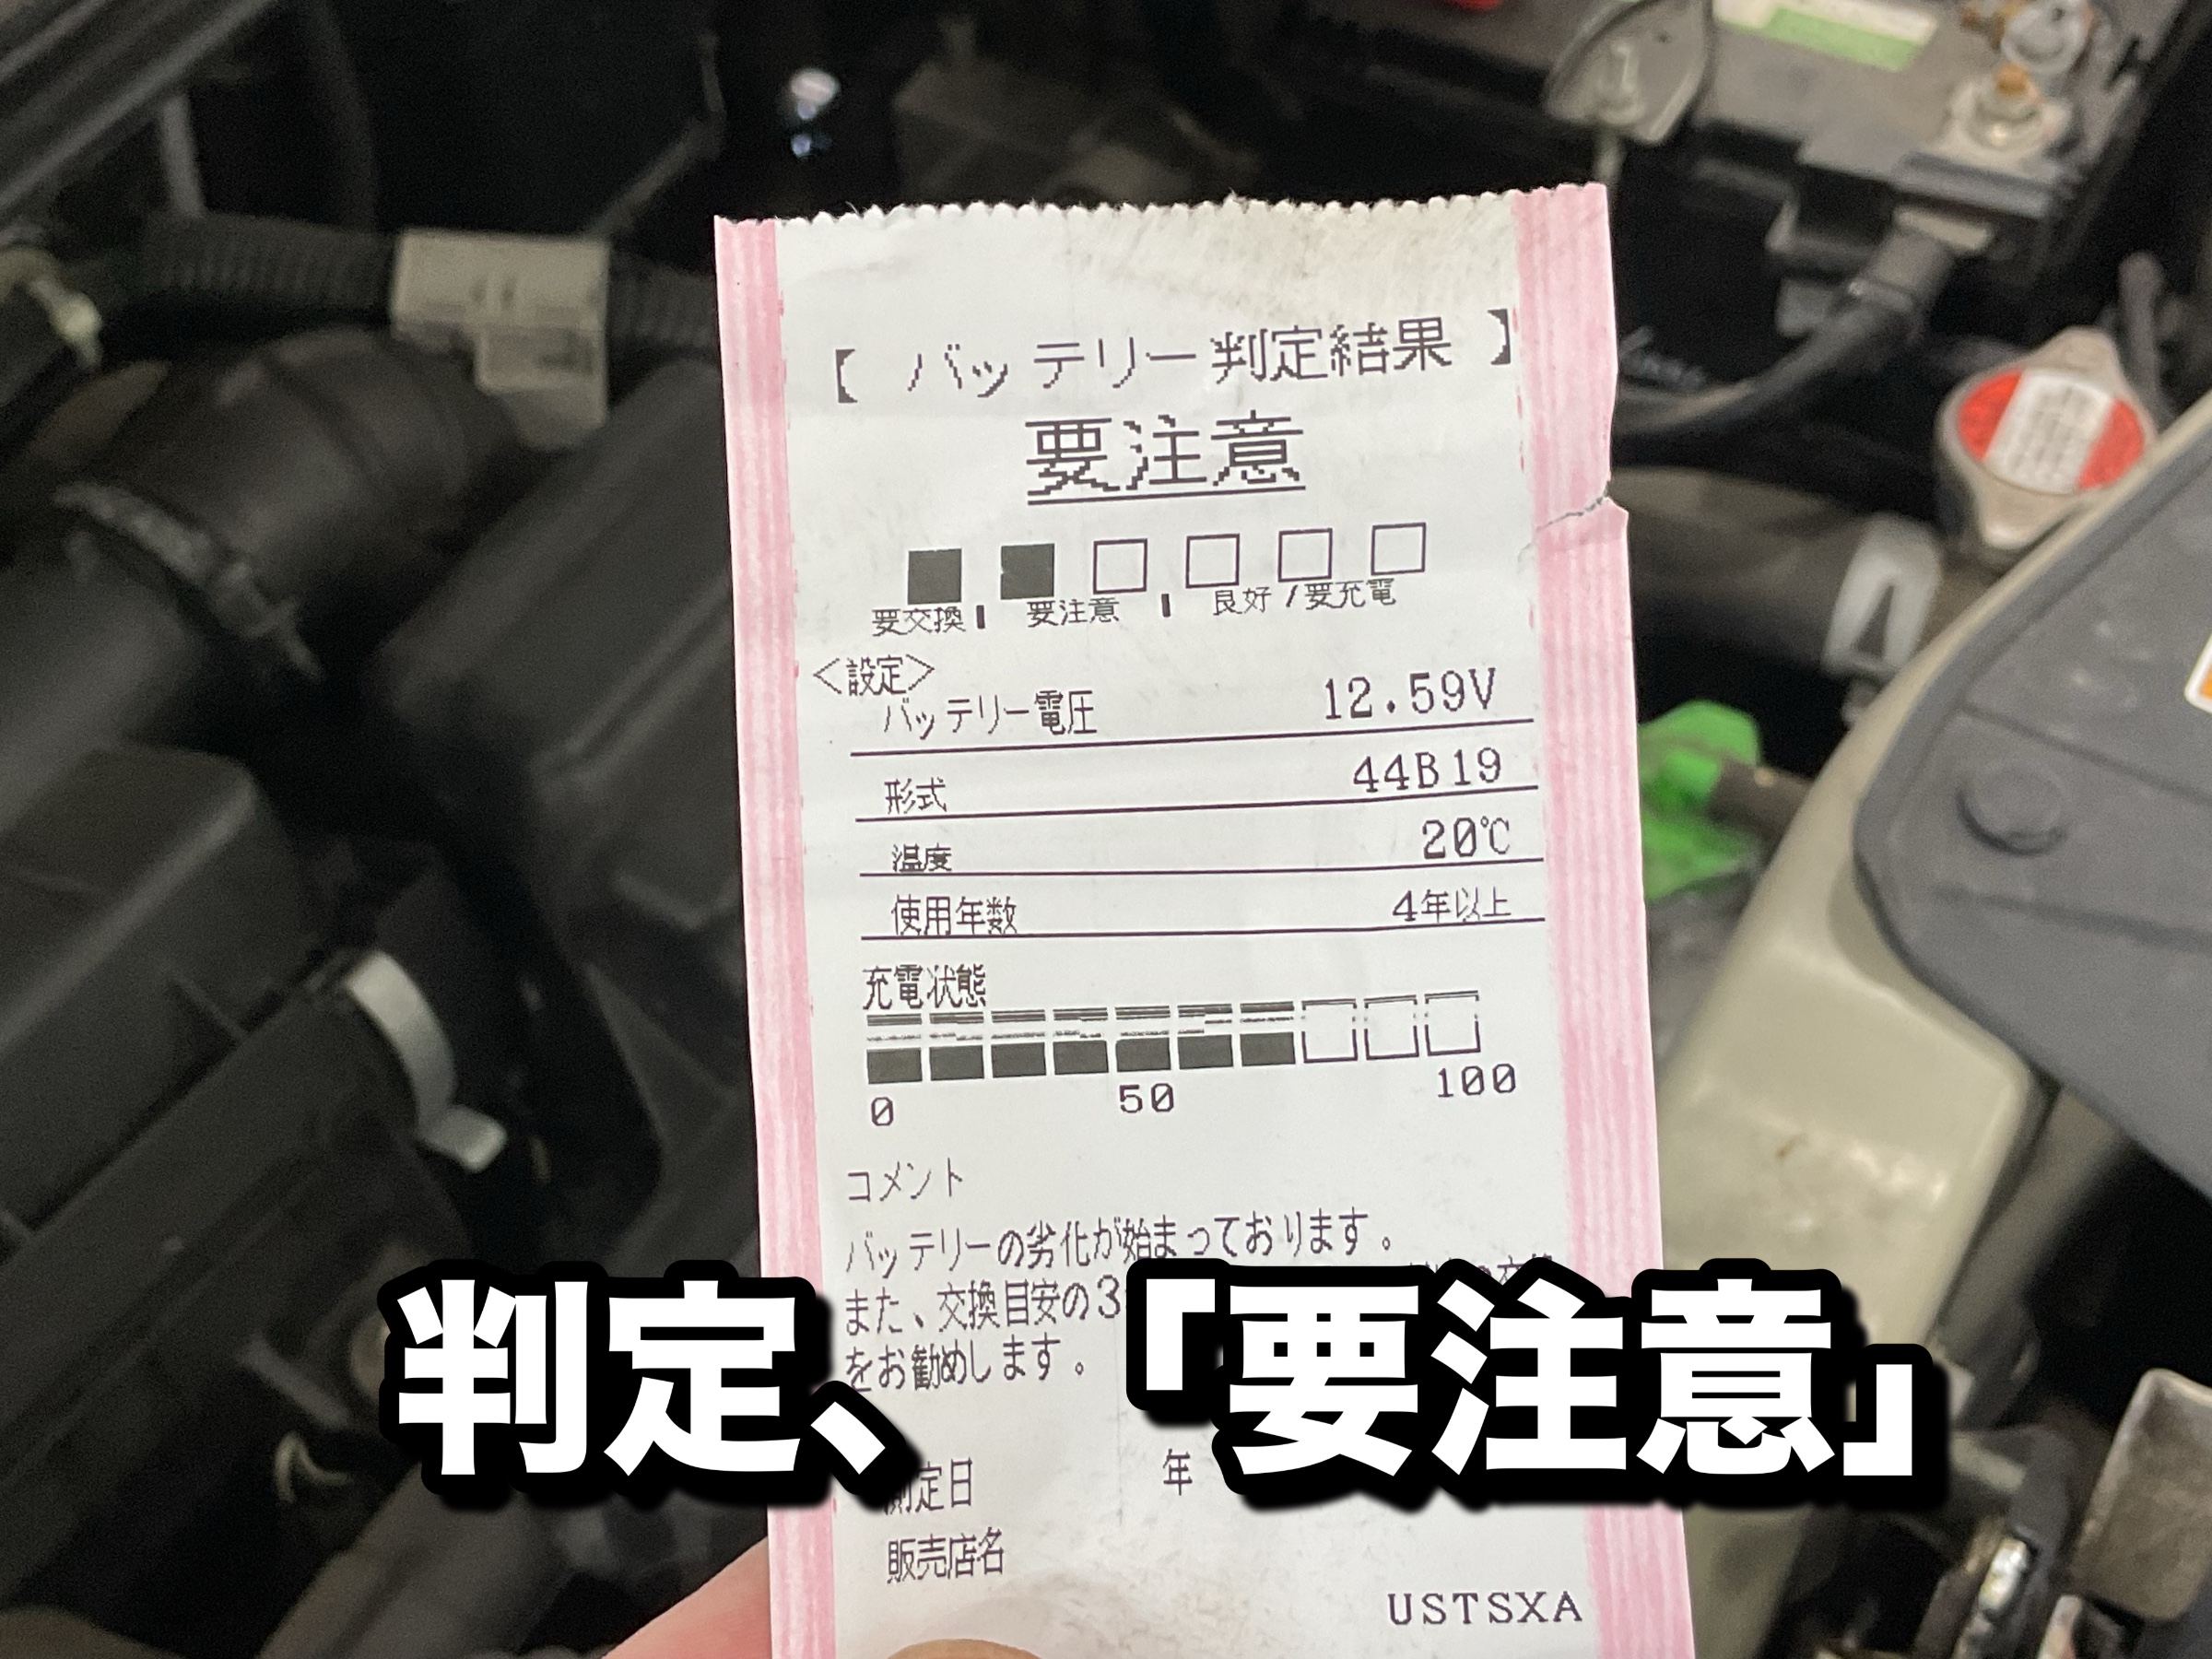 【 バッテリー判定結果 】
要注意
要交換 | 要注意 | 良好 /要充電
<設定>
バッテリー電圧 12.59V
形式 44B19
温度 20℃
使用年数 4年以上
充電状態
0 50 100
コメント
バッテリーの劣化が始まっております。
また、交換目安の3
をお勧めします。
判定、「要注意」
測定日 年
販売店名
USTSXA